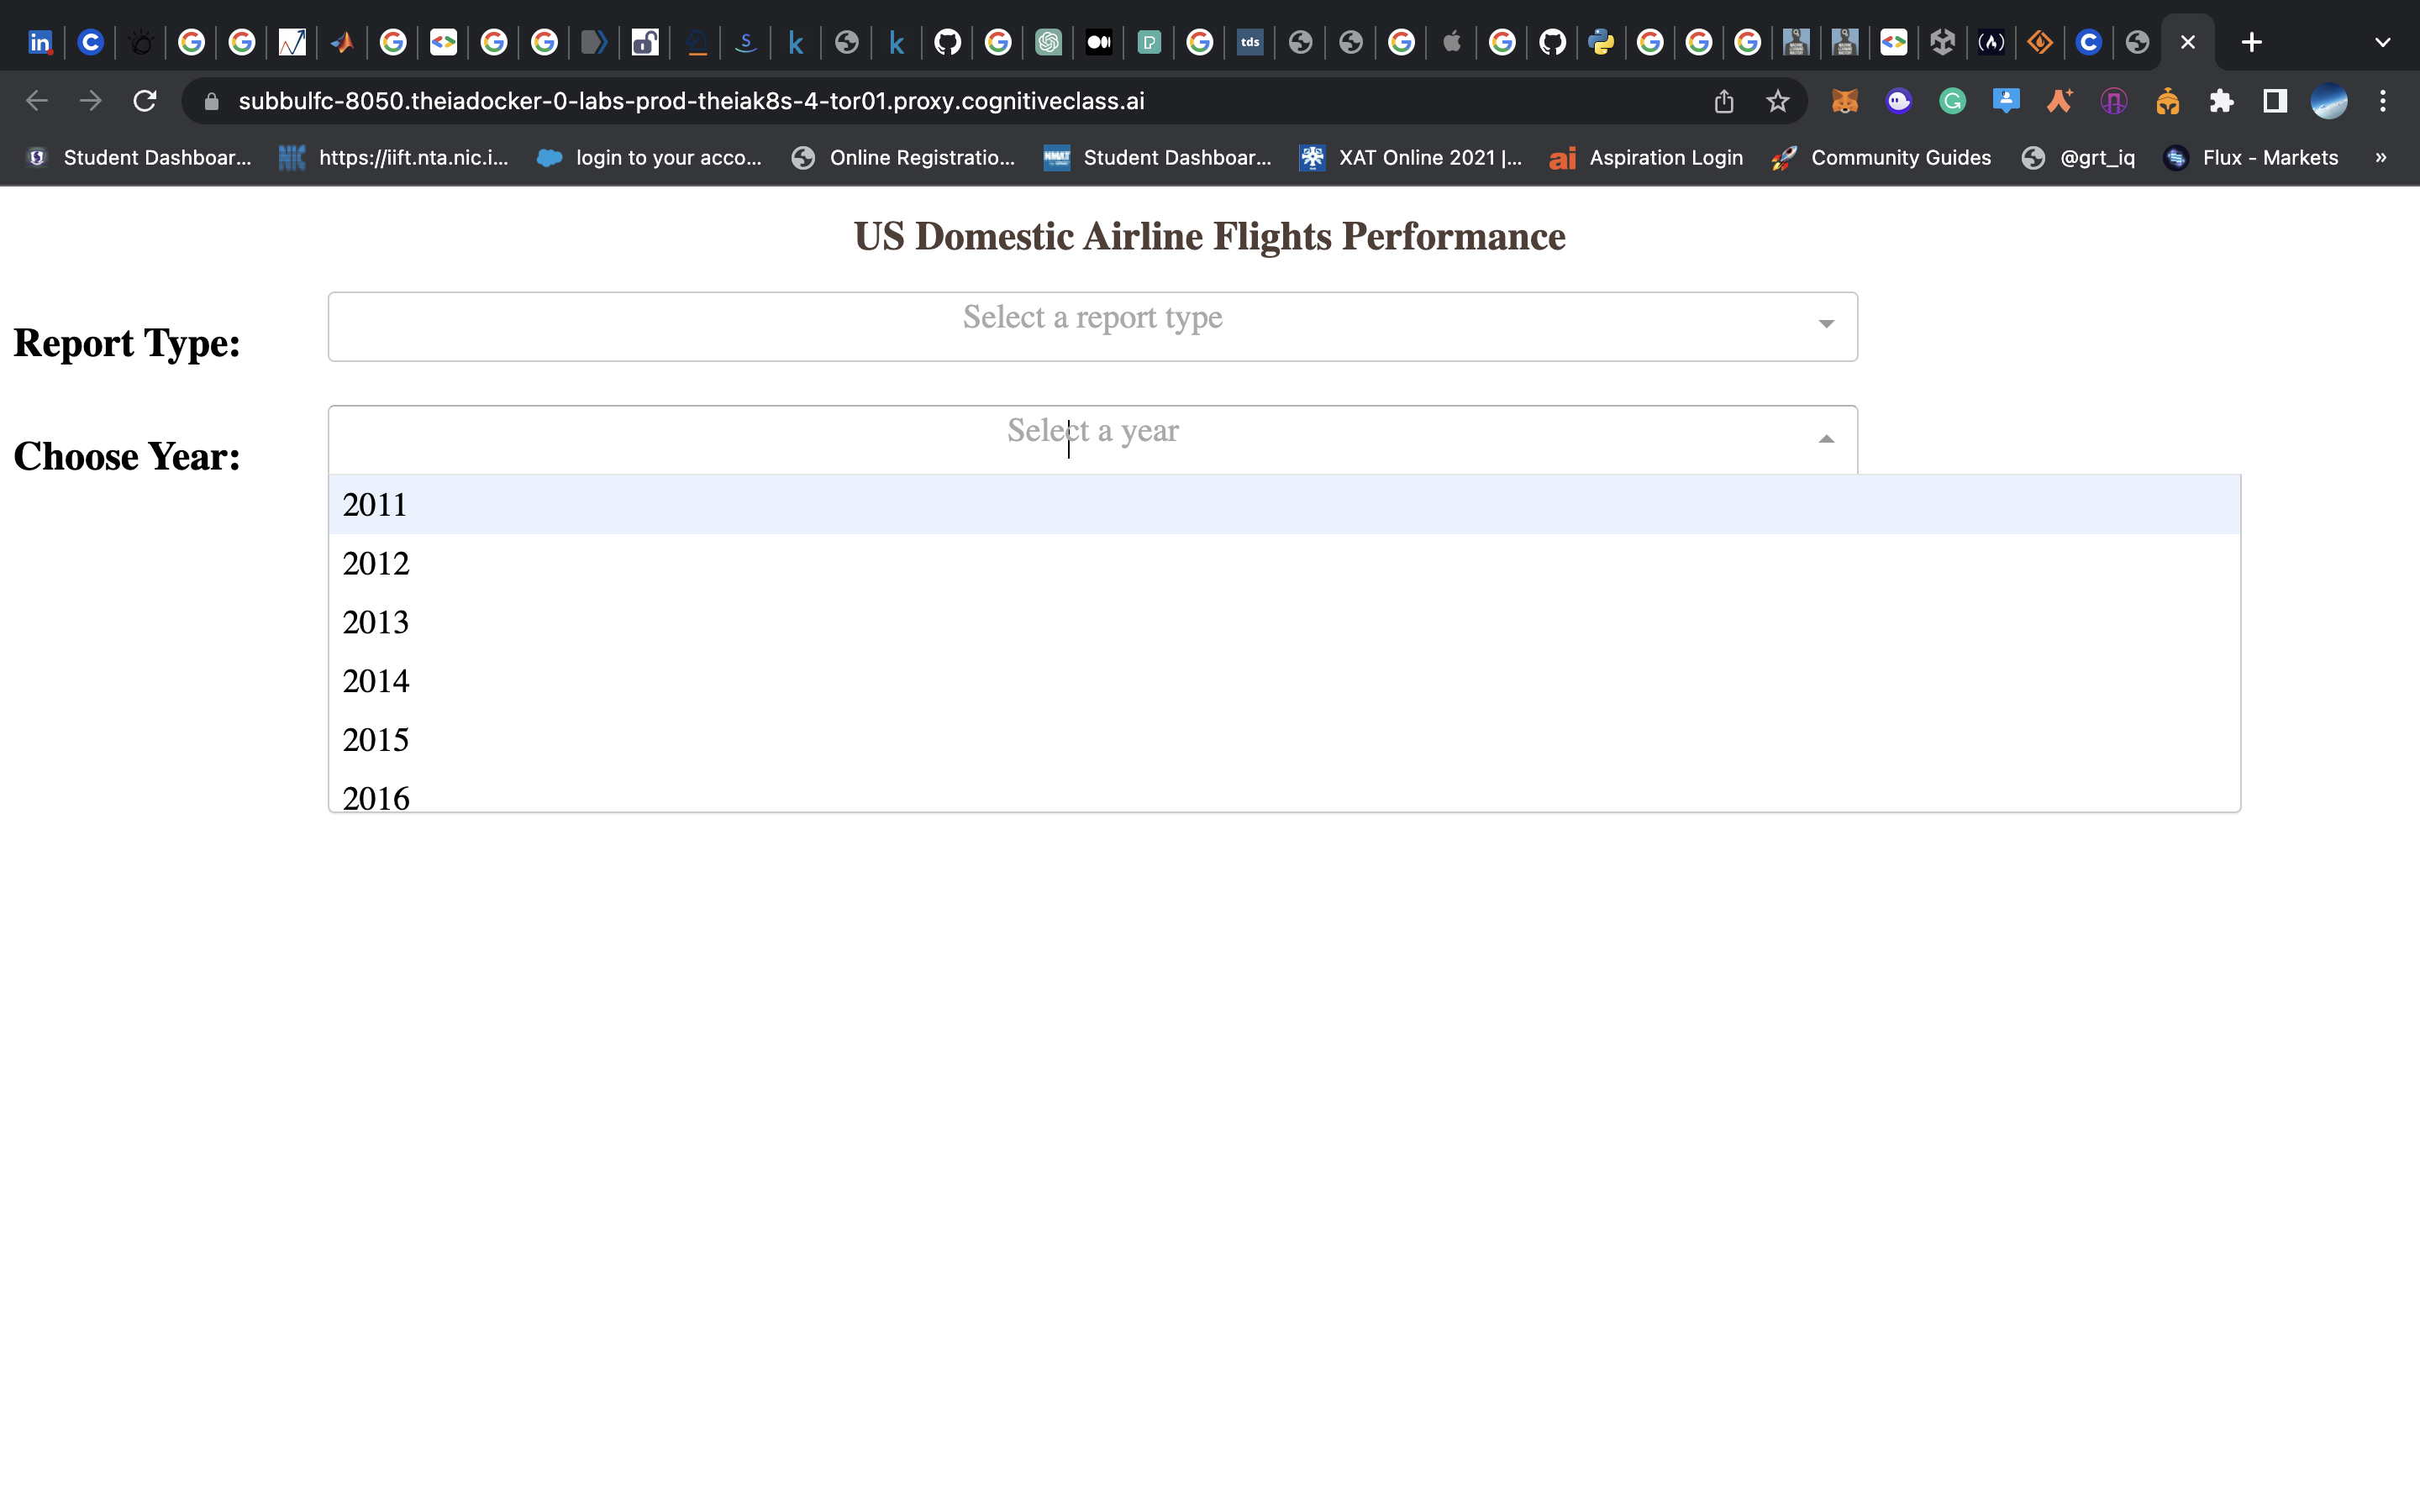 subbulfc-8050.theiadocker-0-labs-prod-theiak8s-4-tor01.proxy.cognitiveclass.ai
Student Dashboar... https://iift.nta.nic.i... login to your acco... Online Registratio... NMAT Student Dashboar... XAT Online 2021 |... ai Aspiration Login Community Guides @grt_iq Flux - Markets »
US Domestic Airline Flights Performance
Report Type:
Select a report type
Choose Year:
Select a year
2011
2012
2013
2014
2015
2016